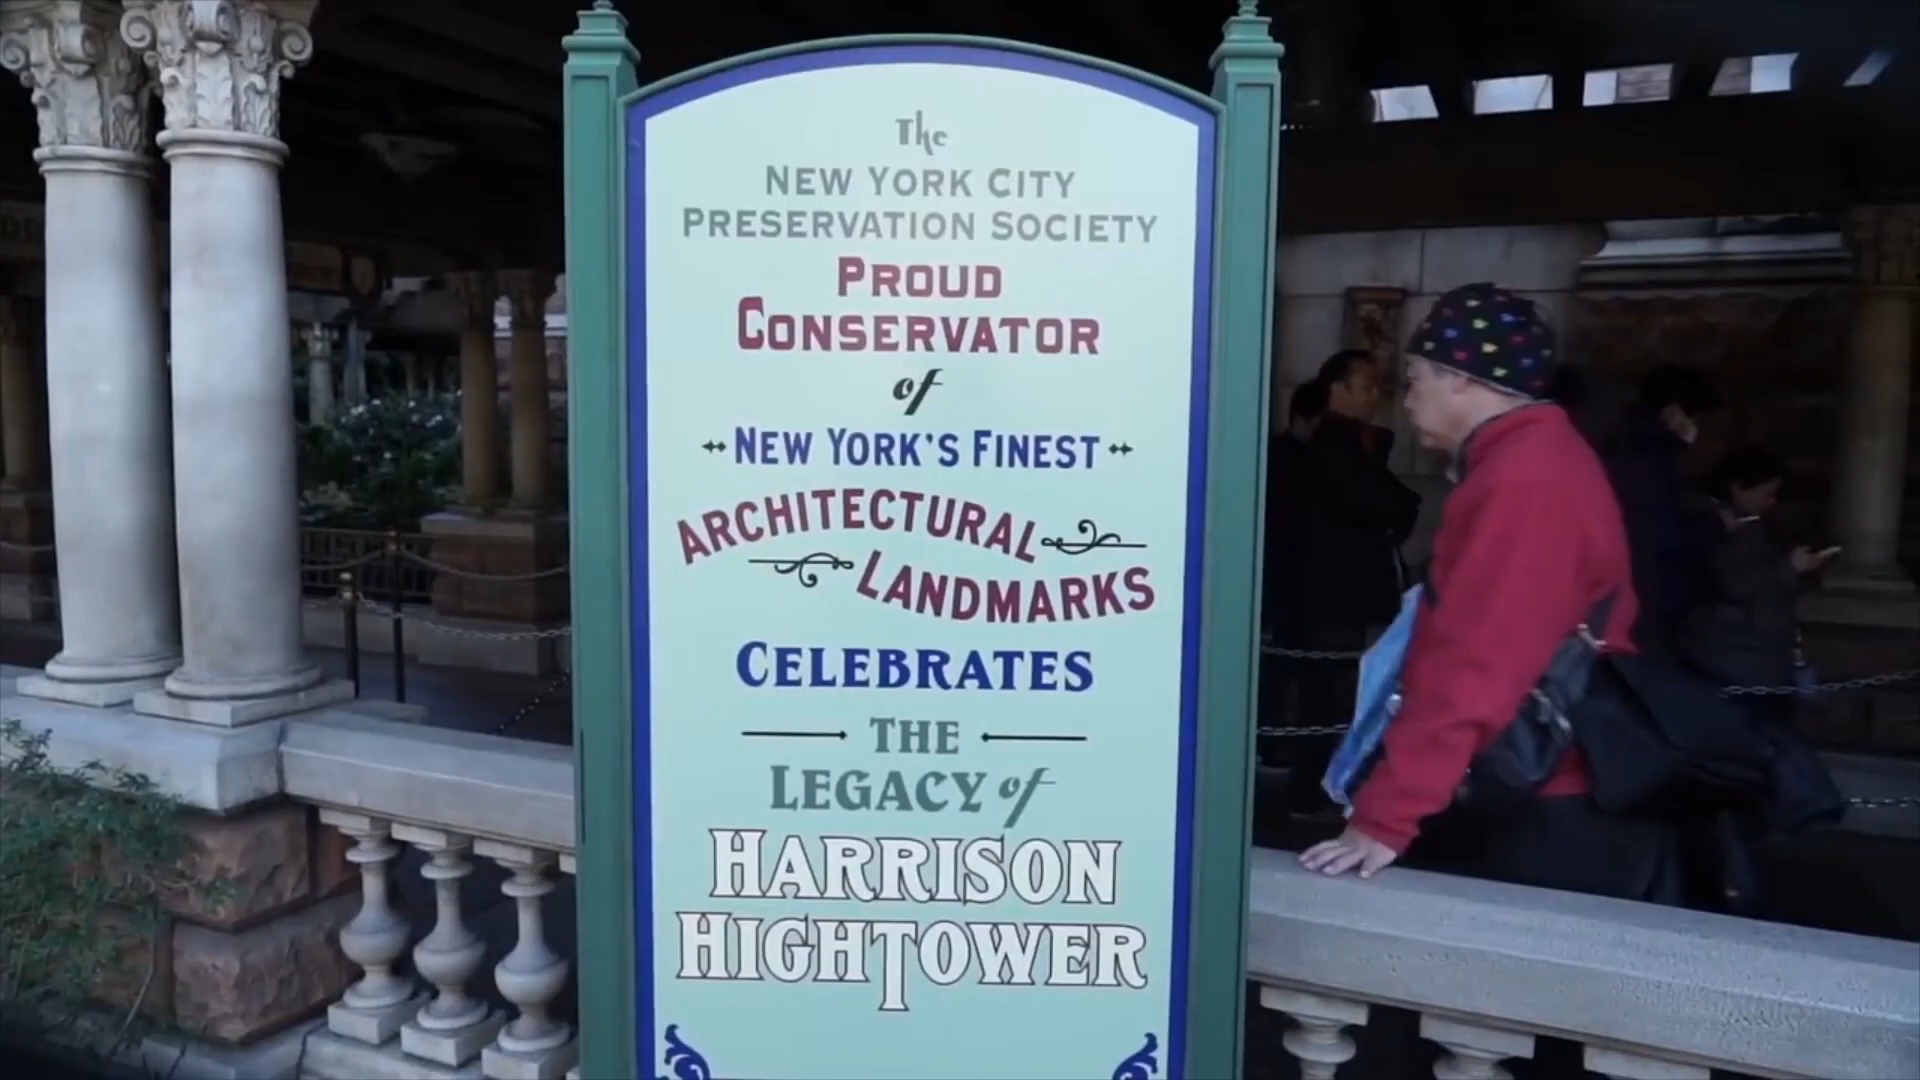 The
NEW YORK CITY
PRESERVATION SOCIETY
PROUD
CONSERVATOR
of
NEW YORK'S FINEST
ARCHITECTURAL
LANDMARKS
CELEBRATES
THE
LEGACY of
HARRISON
HIGHTOWER